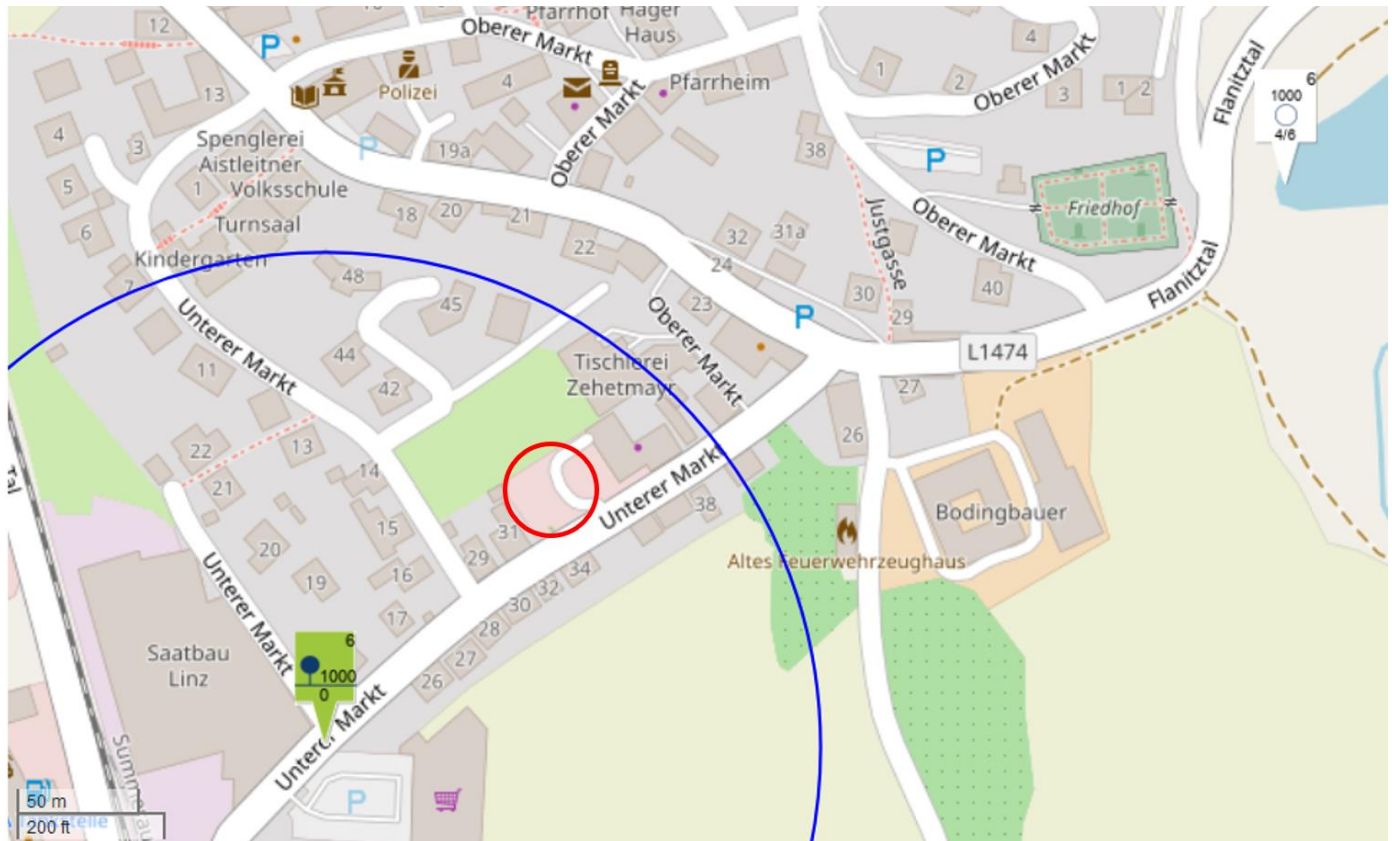 12
Oberer Markt
Pfarrhof
Hager
Haus
4
Oberer Markt
Flanitztal
P
Polizei
4
Pfarrheim
1
2
3
1
2
13
6
1000
4/6
4
3
Spenglerei
Aistleitner
P
19a
Oberer Markt
38
P
5
1
Volksschule
Oberer Markt
Friedhof
6
Turnsaal
18
20
21
22
32
31a
Justgasse
24
Kindergarten
7
48
45
23
30
40
Flanitztal
P
29
Unterer Markt
Oberer Markt
L1474
44
Tischlerei
Zehetmayr
11
42
27
22
13
26
21
14
Unterer Markt
38
Bodingbauer
15
31
20
29
34
Altes Feuerwehrzeughaus
19
16
32
30
Unterer Markt
17
28
Saatbau
Linz
6
1000
0
27
26
Unterer Markt
P
50 m
200 ft